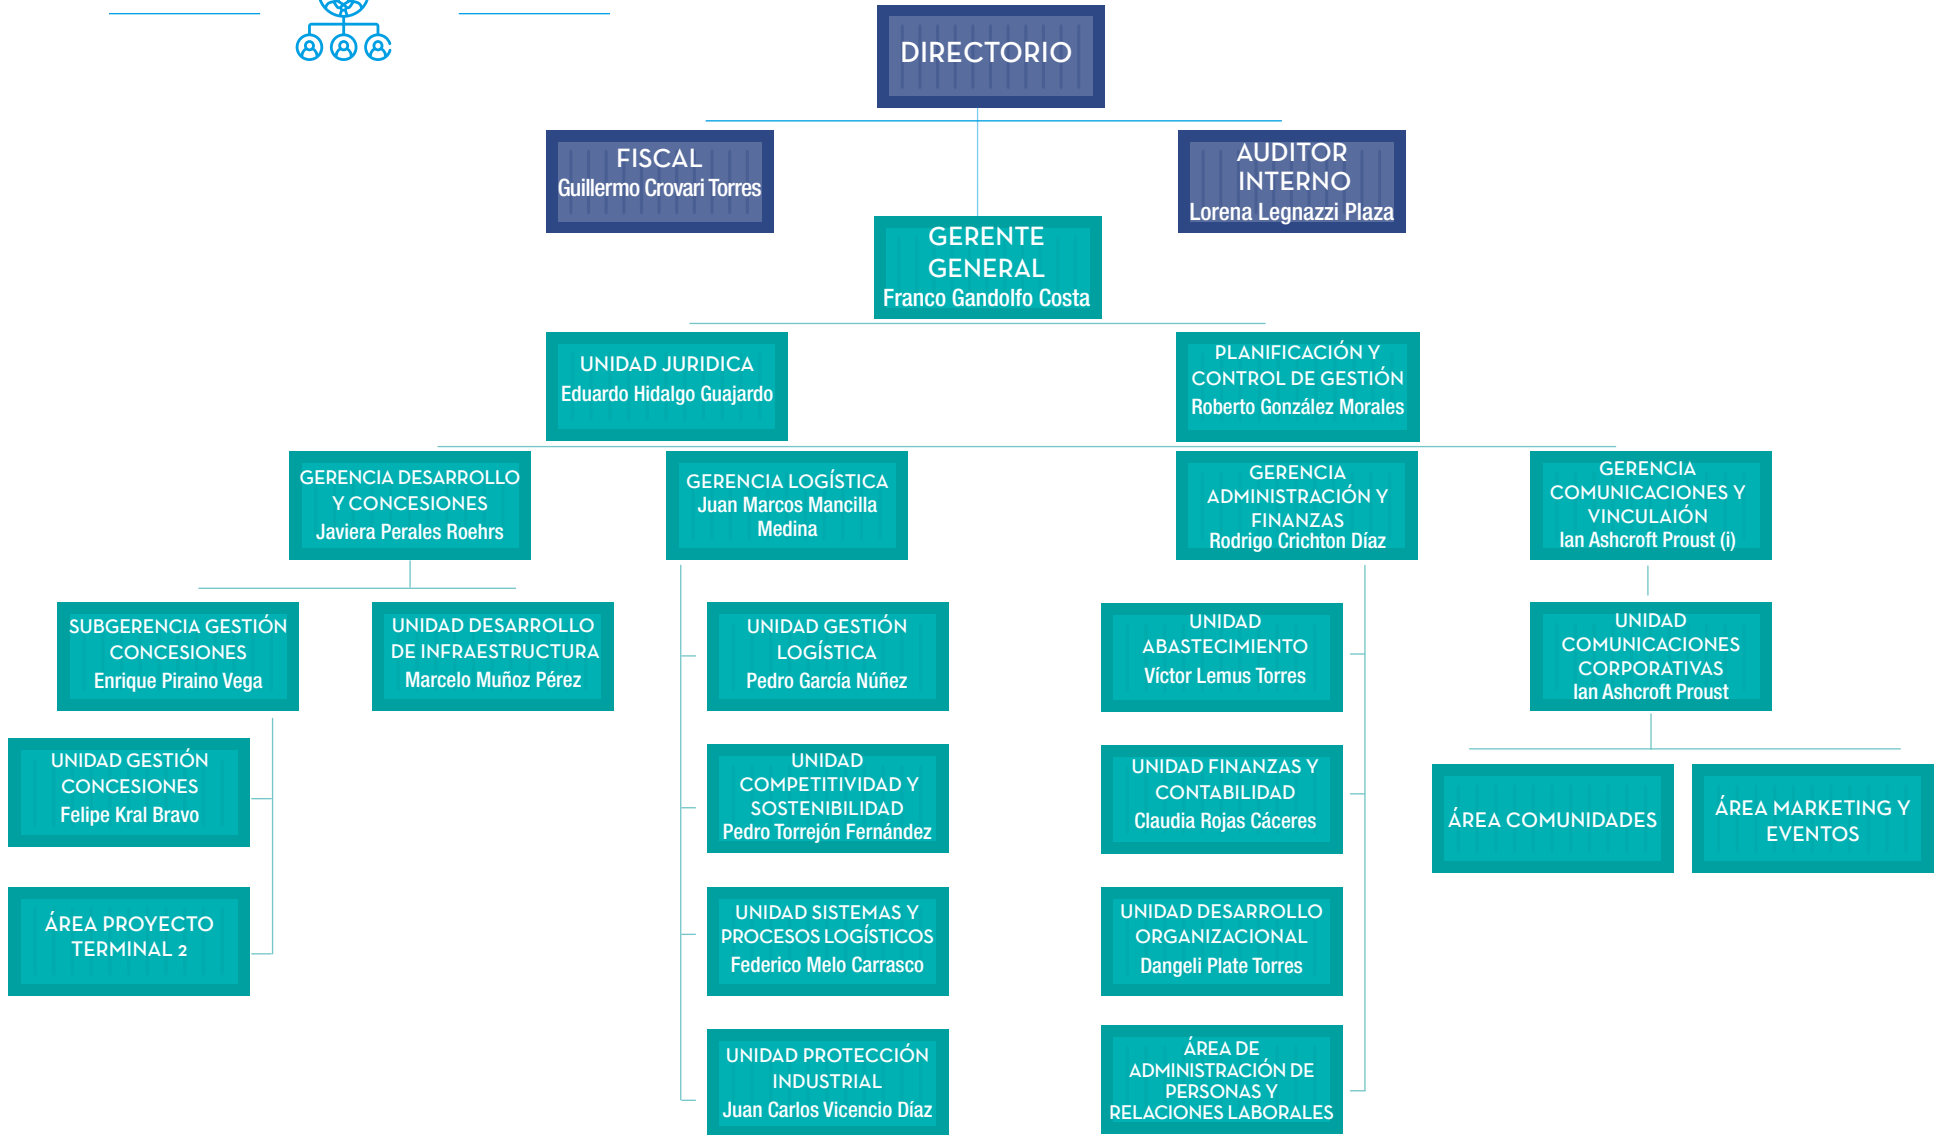 DIRECTORIO
FISCAL
Guillermo Crovari Torres
AUDITOR
INTERNO
Lorena Legnazzi Plaza
GERENTE
GENERAL
Franco Gandolfo Costa
UNIDAD JURIDICA
Eduardo Hidalgo Guajardo
PLANIFICACIÓN Y
CONTROL DE GESTIÓN
Roberto González Morales
GERENCIA DESARROLLO
Y CONCESIONES
Javiera Perales Roehrs
GERENCIA LOGÍSTICA
Juan Marcos Mancilla
Medina
GERENCIA
ADMINISTRACIÓN Y
FINANZAS
Rodrigo Crichton Díaz
GERENCIA
COMUNICACIONES Y
VINCULAIÓN
Ian Ashcroft Proust (i)
SUBGERENCIA GESTIÓN
CONCESIONES
Enrique Piraino Vega
UNIDAD DESARROLLO
DE INFRAESTRUCTURA
Marcelo Muñoz Pérez
UNIDAD GESTIÓN
LOGÍSTICA
Pedro García Núñez
UNIDAD
ABASTECIMIENTO
Víctor Lemus Torres
UNIDAD
COMUNICACIONES
CORPORATIVAS
Ian Ashcroft Proust
UNIDAD GESTIÓN
CONCESIONES
Felipe Kral Bravo
UNIDAD
COMPETITIVIDAD Y
SOSTENIBILIDAD
Pedro Torrejón Fernández
UNIDAD FINANZAS Y
CONTABILIDAD
Claudia Rojas Cáceres
ÁREA COMUNIDADES
ÁREA MARKETING Y
EVENTOS
ÁREA PROYECTO
TERMINAL 2
UNIDAD SISTEMAS Y
PROCESOS LOGÍSTICOS
Federico Melo Carrasco
UNIDAD DESARROLLO
ORGANIZACIONAL
Dangeli Plate Torres
UNIDAD PROTECCIÓN
INDUSTRIAL
Juan Carlos Vicencio Díaz
ÁREA DE
ADMINISTRACIÓN DE
PERSONAS Y
RELACIONES LABORALES